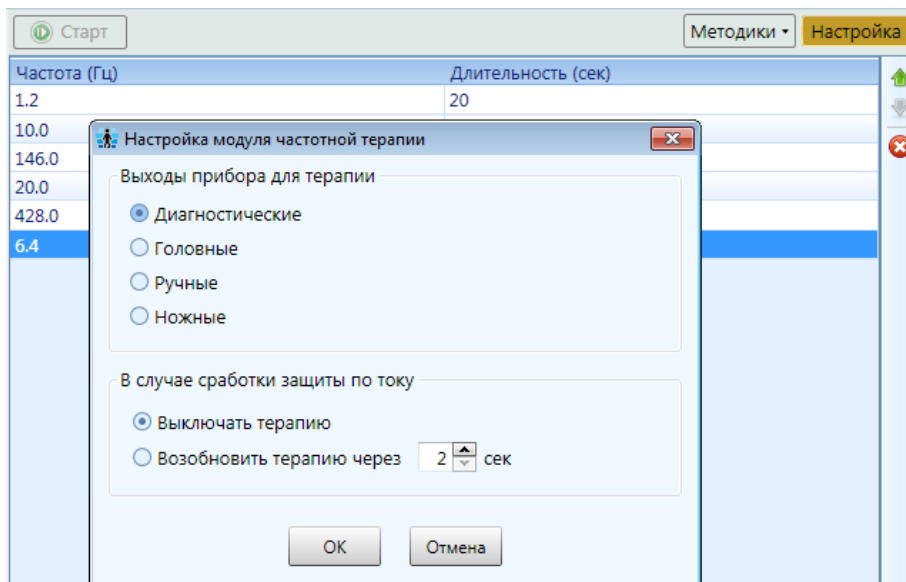 Старт
Методики
Настройка
Частота (Гц) Длительность (сек)
1.2 20
10.0
146.0
20.0
428.0
6.4
Настройка модуля частотной терапии
Выходы прибора для терапии
Диагностические
Головные
Ручные
Ножные
В случае сработки защиты по току
Выключать терапию
Возобновить терапию через 2 сек
ОК Отмена